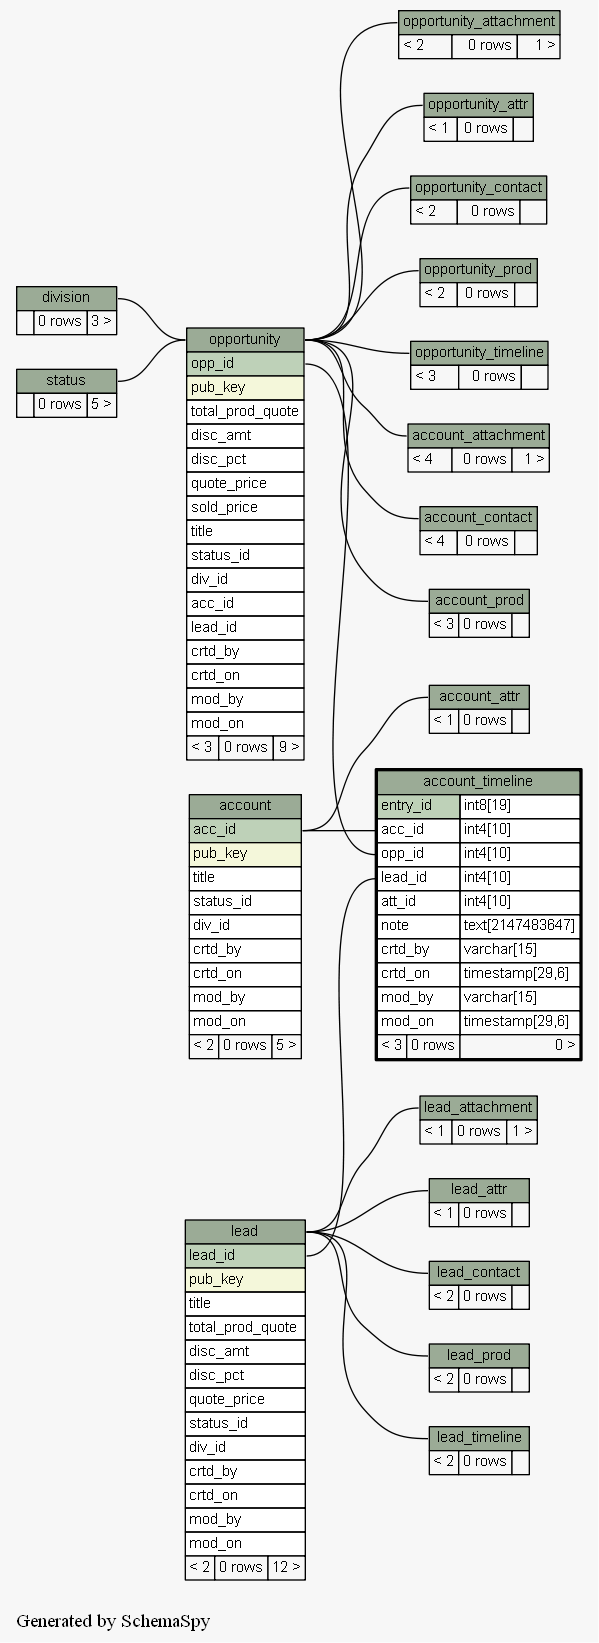 opportunity_attachment
< 2 0 rows 1 >
opportunity_attr
< 1 0 rows
opportunity_contact
< 2 0 rows
opportunity_prod
< 2 0 rows
division
0 rows 3 >
opportunity_timeline
< 3 0 rows
status
0 rows 5 >
account_attachment
< 4 0 rows 1 >
account_contact
< 4 0 rows
account_prod
< 3 0 rows
opportunity
opp_id
pub_key
total_prod_quote
disc_amt
disc_pct
quote_price
sold_price
title
status_id
div_id
acc_id
lead_id
crtd_by
crtd_on
mod_by
mod_on
< 3 0 rows 9 >
account_attr
< 1 0 rows
account
acc_id
pub_key
title
status_id
div_id
crtd_by
crtd_on
mod_by
mod_on
< 2 0 rows 5 >
account_timeline
entry_id int8[19]
acc_id int4[10]
opp_id int4[10]
lead_id int4[10]
att_id int4[10]
note text[2147483647]
crtd_by varchar[15]
crtd_on timestamp[29,6]
mod_by varchar[15]
mod_on timestamp[29,6]
< 3 0 rows 0 >
lead_attachment
< 1 0 rows 1 >
lead_attr
< 1 0 rows
lead_contact
< 2 0 rows
lead_prod
< 2 0 rows
lead_timeline
< 2 0 rows
lead
lead_id
pub_key
title
total_prod_quote
disc_amt
disc_pct
quote_price
status_id
div_id
crtd_by
crtd_on
mod_by
mod_on
< 2 0 rows 12 >
Generated by SchemaSpy